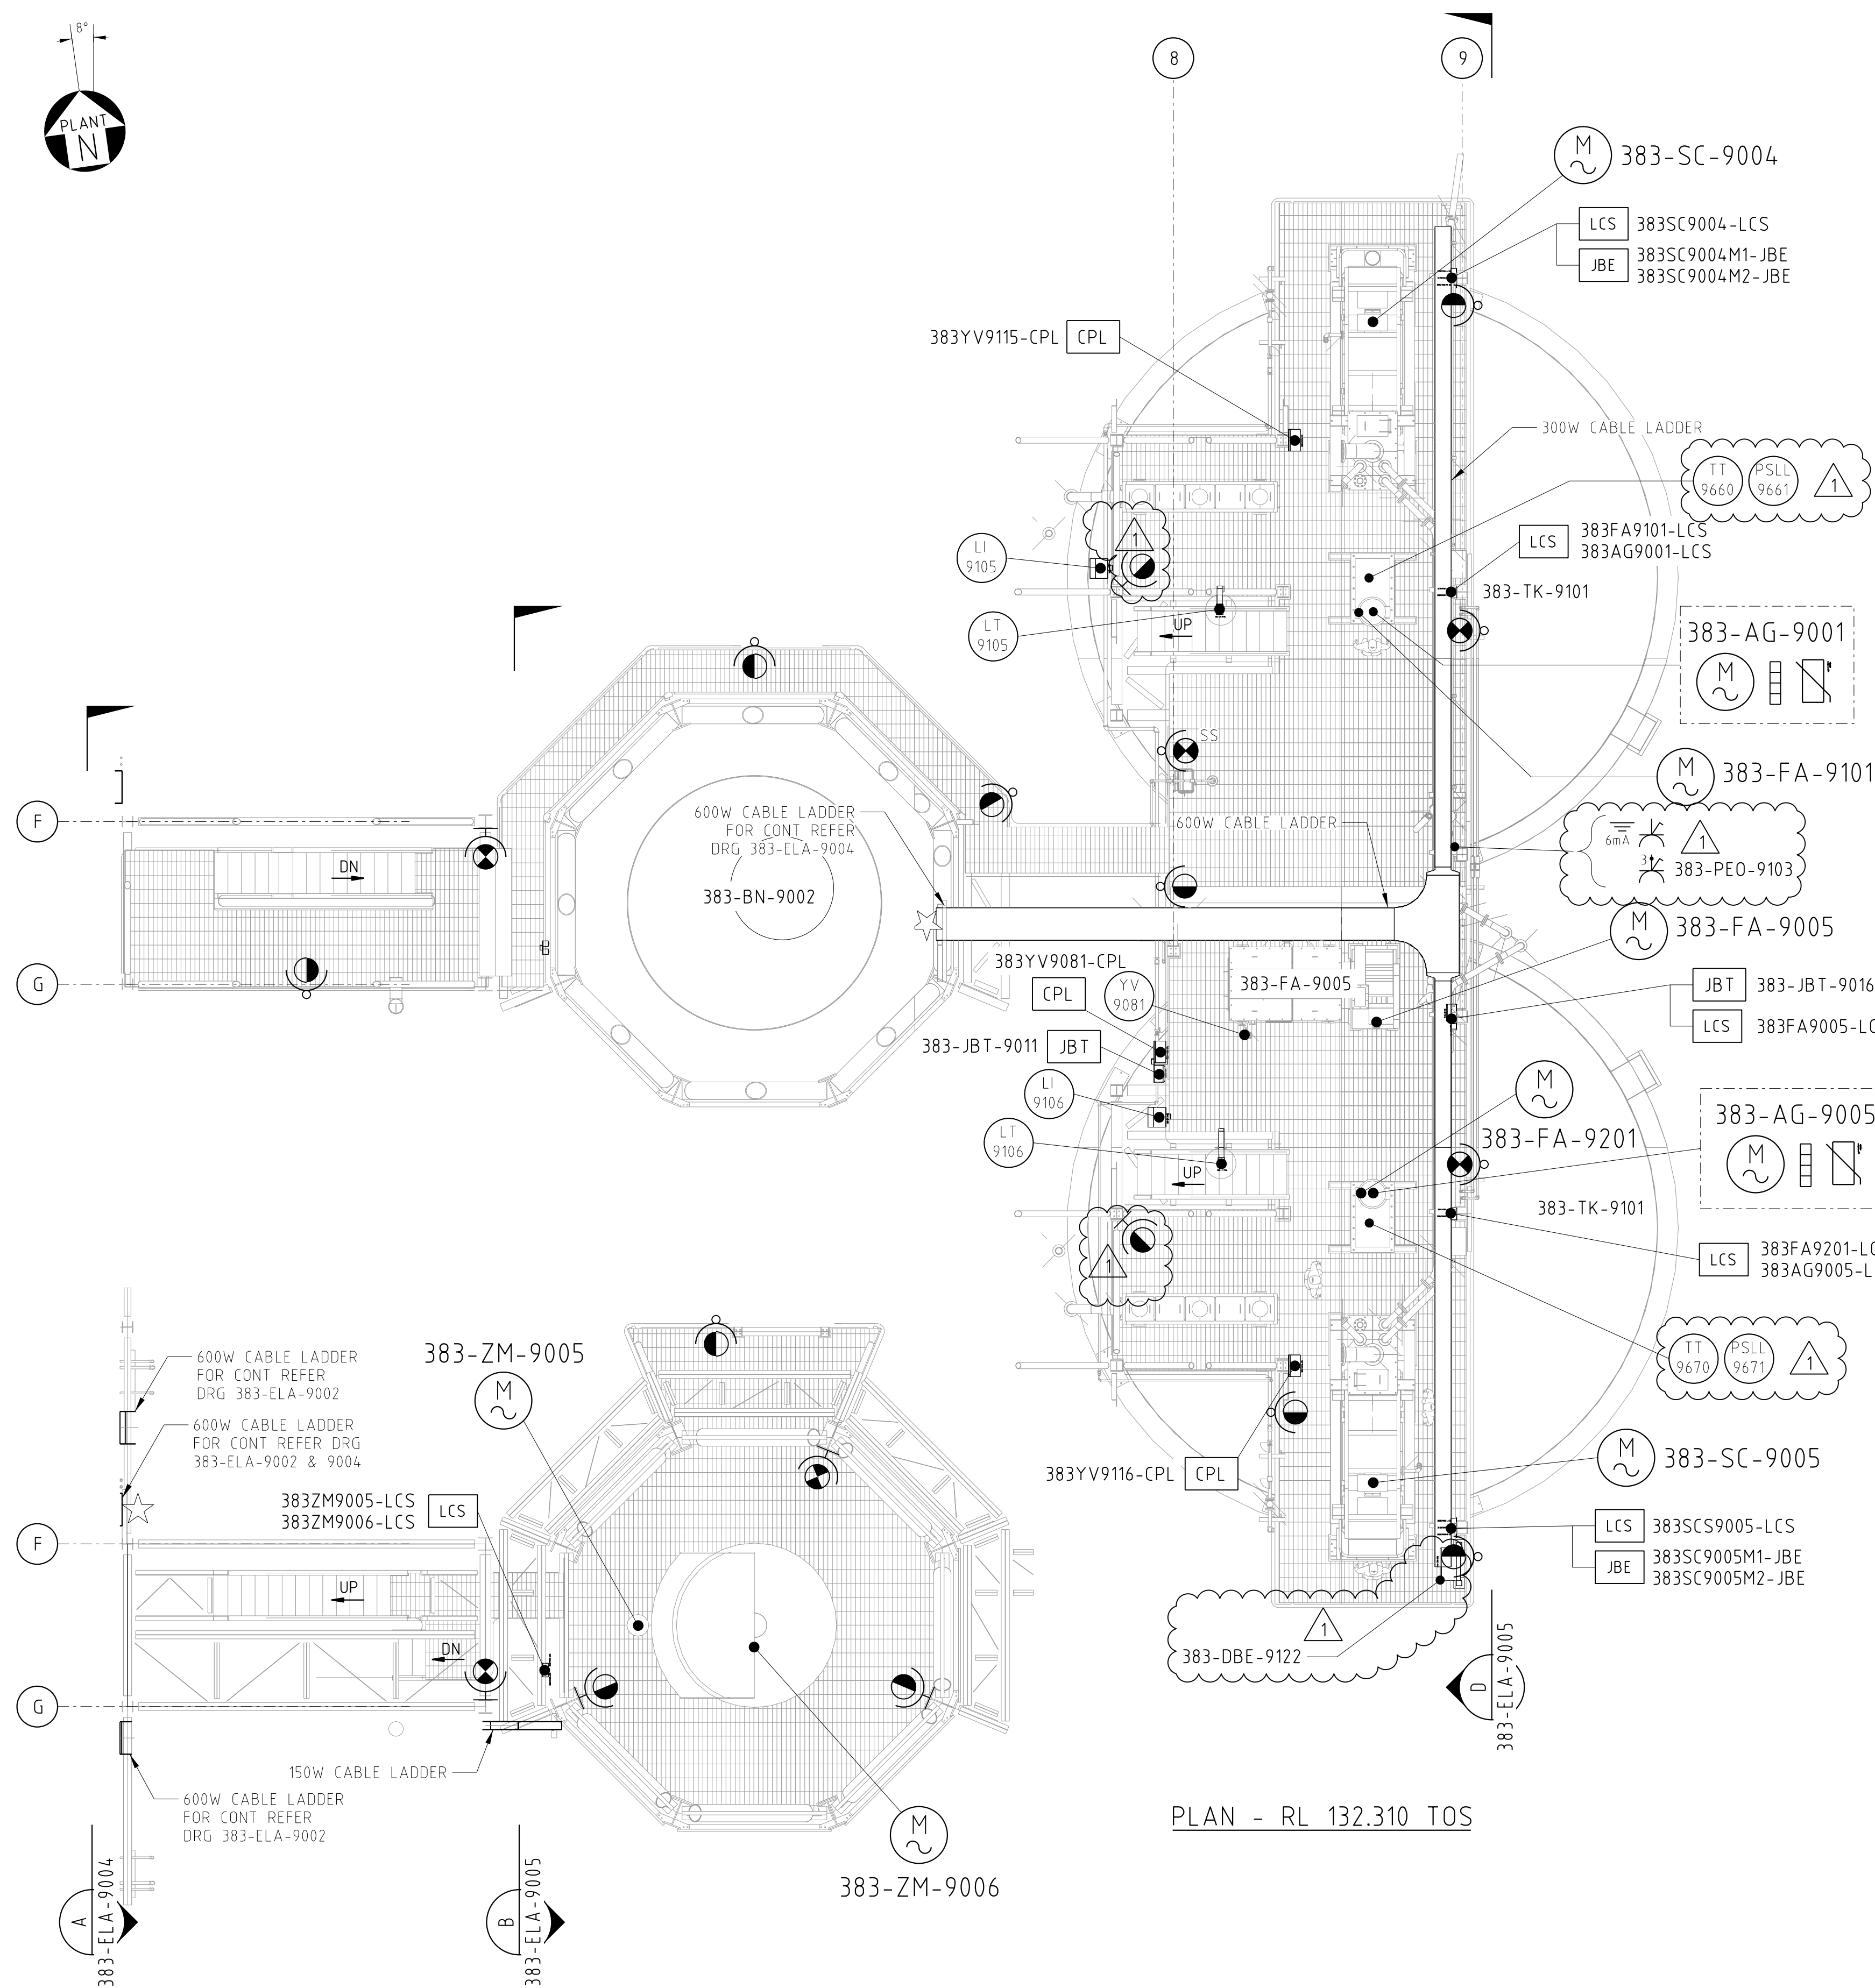 8°
PLANT
N
8
9
M
383-SC-9004
LCS
383SC9004-LCS
JBE
383SC9004M1-JBE
383SC9004M2-JBE
383YV9115-CPL
CPL
300W CABLE LADDER
TT
9660
PSLL
9661
1
1
LCS
383FA9101-LCS
383AG9001-LCS
LI
9105
383-TK-9101
LT
9105
UP
383-AG-9001
M
SS
M
383-FA-9101
F
600W CABLE LADDER
FOR CONT REFER
DRG 383-ELA-9004
600W CABLE LADDER
6mA
1
3
383-PEO-9103
DN
383-BN-9002
M
383-FA-9005
G
383YV9081-CPL
CPL
YV
9081
383-FA-9005
JBT
383-JBT-9016
LCS
383FA9005-LC
383-JBT-9011
JBT
LI
9106
M
383-FA-9201
383-AG-9005
M
LT
9106
UP
383-TK-9101
1
LCS
383FA9201-LC
383AG9005-L
TT
9670
PSLL
9671
1
600W CABLE LADDER
FOR CONT REFER
DRG 383-ELA-9002
383-ZM-9005
M
600W CABLE LADDER
FOR CONT REFER DRG
383-ELA-9002 & 9004
383YV9116-CPL
CPL
M
383-SC-9005
383ZM9005-LCS
383ZM9006-LCS
LCS
F
LCS
383SCS9005-LCS
JBE
383SC9005M1-JBE
383SC9005M2-JBE
UP
DN
1
383-DBE-9122
G
D
383-ELA-9005
150W CABLE LADDER
600W CABLE LADDER
FOR CONT REFER
DRG 383-ELA-9002
M
383-ZM-9006
PLAN - RL 132.310 TOS
A
383-ELA-9004
B
383-ELA-9005